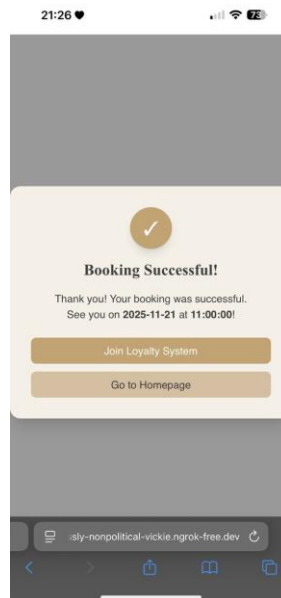 21:26
73
✓
Booking Successful!
Thank you! Your booking was successful.
See you on 2025-11-21 at 11:00:00!
Join Loyalty System
Go to Homepage
sly-nonpolitical-vickie.ngrok-free.dev